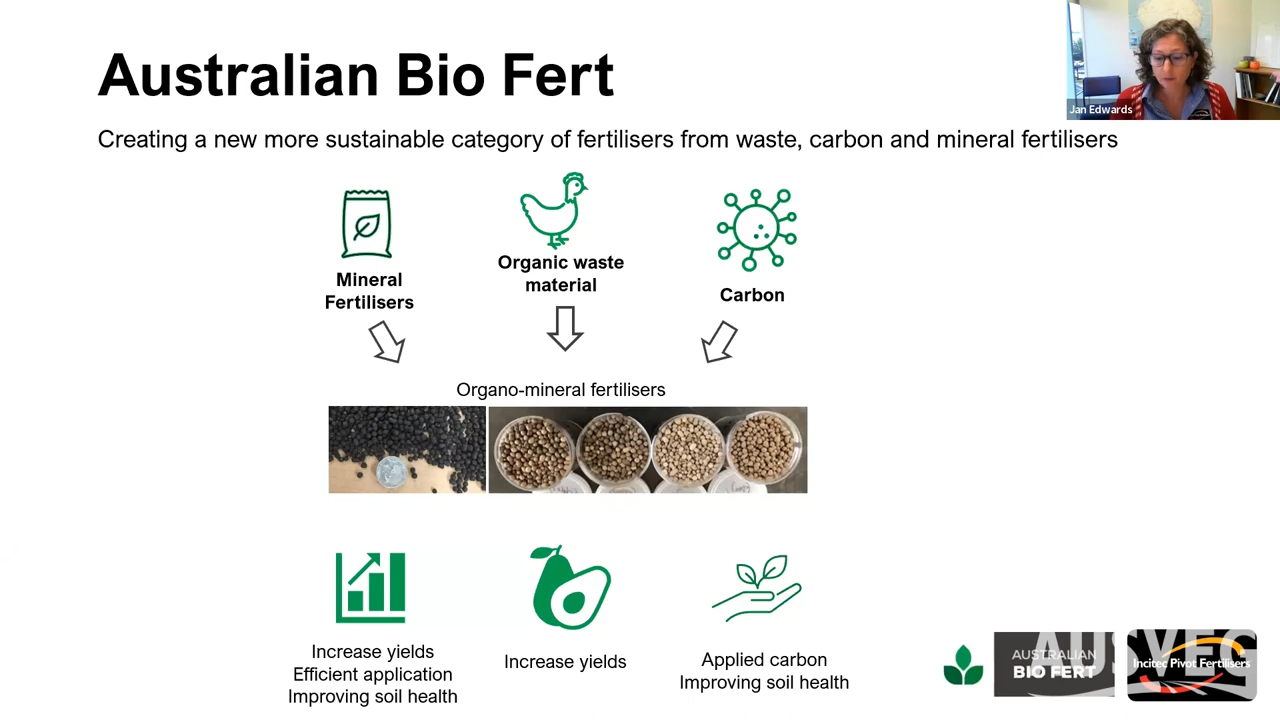 Australian Bio Fert
Jan Edwards
Creating a new more sustainable category of fertilisers from waste, carbon and mineral fertilisers
Mineral
Fertilisers
Organic waste
material
Carbon
Organo-mineral fertilisers
Increase yields
Efficient application
Improving soil health
Increase yields
Applied carbon
Improving soil health
AUSTRALIAN
BIO FERT
Incitec Pivot Fertilisers
AUSVEG